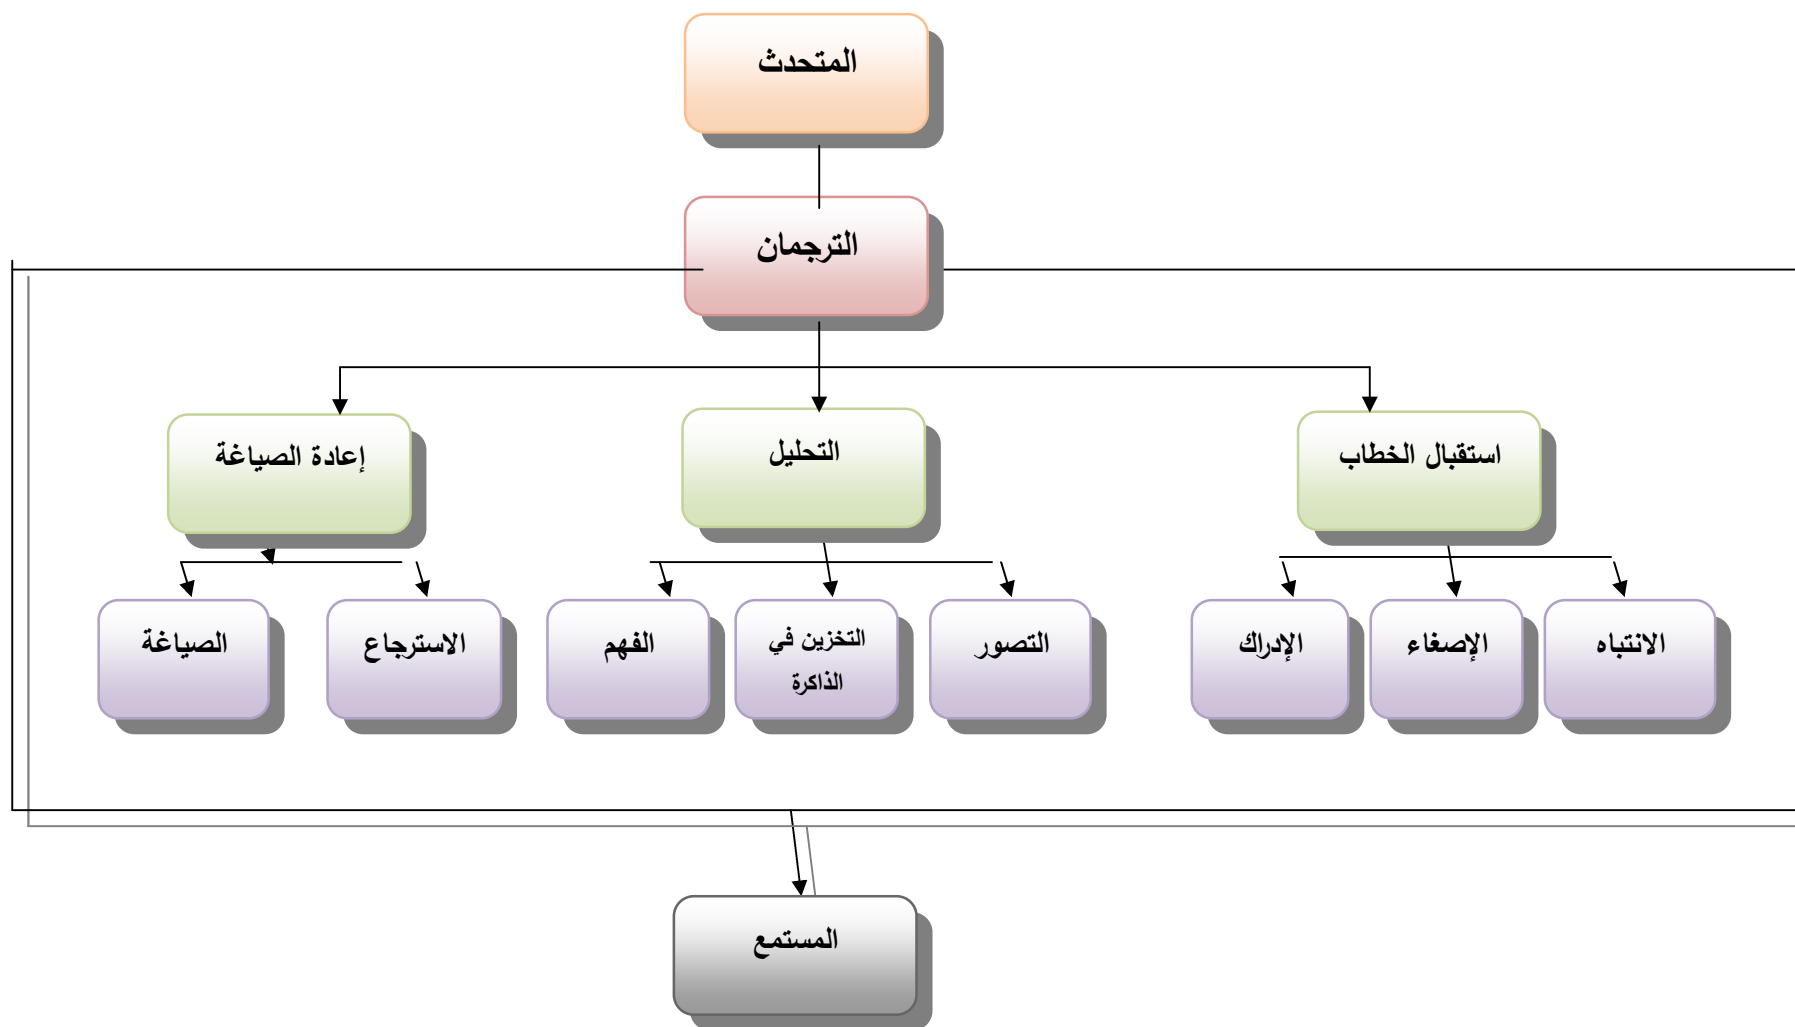 المتحدث
الترجمان
استقبال الخطاب
التحليل
إعادة الصياغة
الانتباه
الإصغاء
الإدراك
التصور
التخزين في
الذاكرة
الفهم
الاسترجاع
الصياغة
المستمع